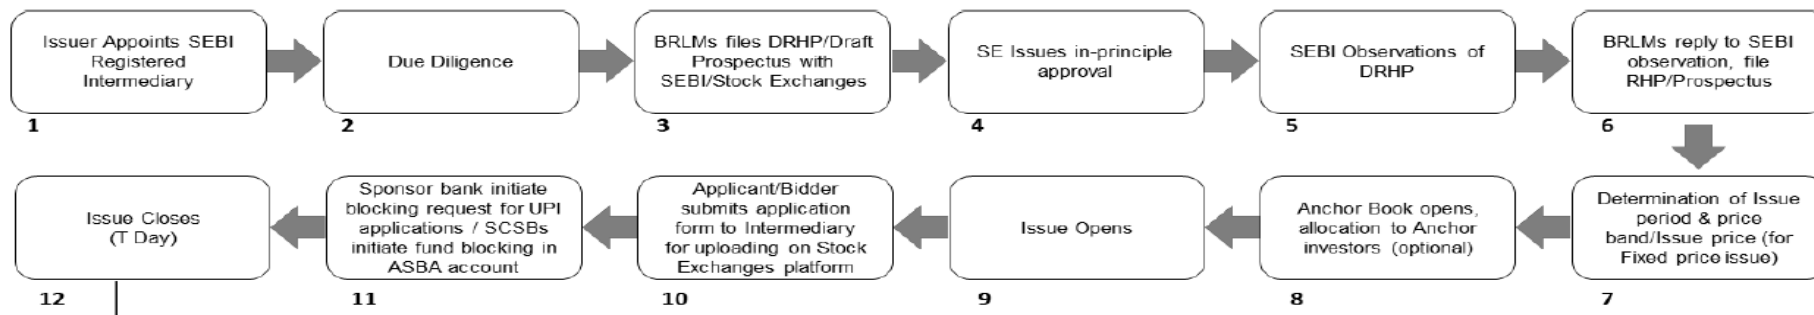 Issuer Appoints SEBI
Registered
Intermediary
1
Due Diligence
2
BRLMs files DRHP/Draft
Prospectus with
SEBI/Stock Exchanges
3
SE Issues in-principle
approval
4
SEBI Observations of
DRHP
5
BRLMs reply to SEBI
observation, file
RHP/Prospectus
6
Determination of Issue
period & price
band/Issue price (for
Fixed price issue)
7
Anchor Book opens,
allocation to Anchor
investors (optional)
8
Issue Opens
9
Applicant/Bidder
submits application
form to Intermediary
for uploading on Stock
Exchanges platform
10
Sponsor bank initiate
blocking request for UPI
applications / SCSBs
initiate fund blocking in
ASBA account
11
Issue Closes
(T Day)
12